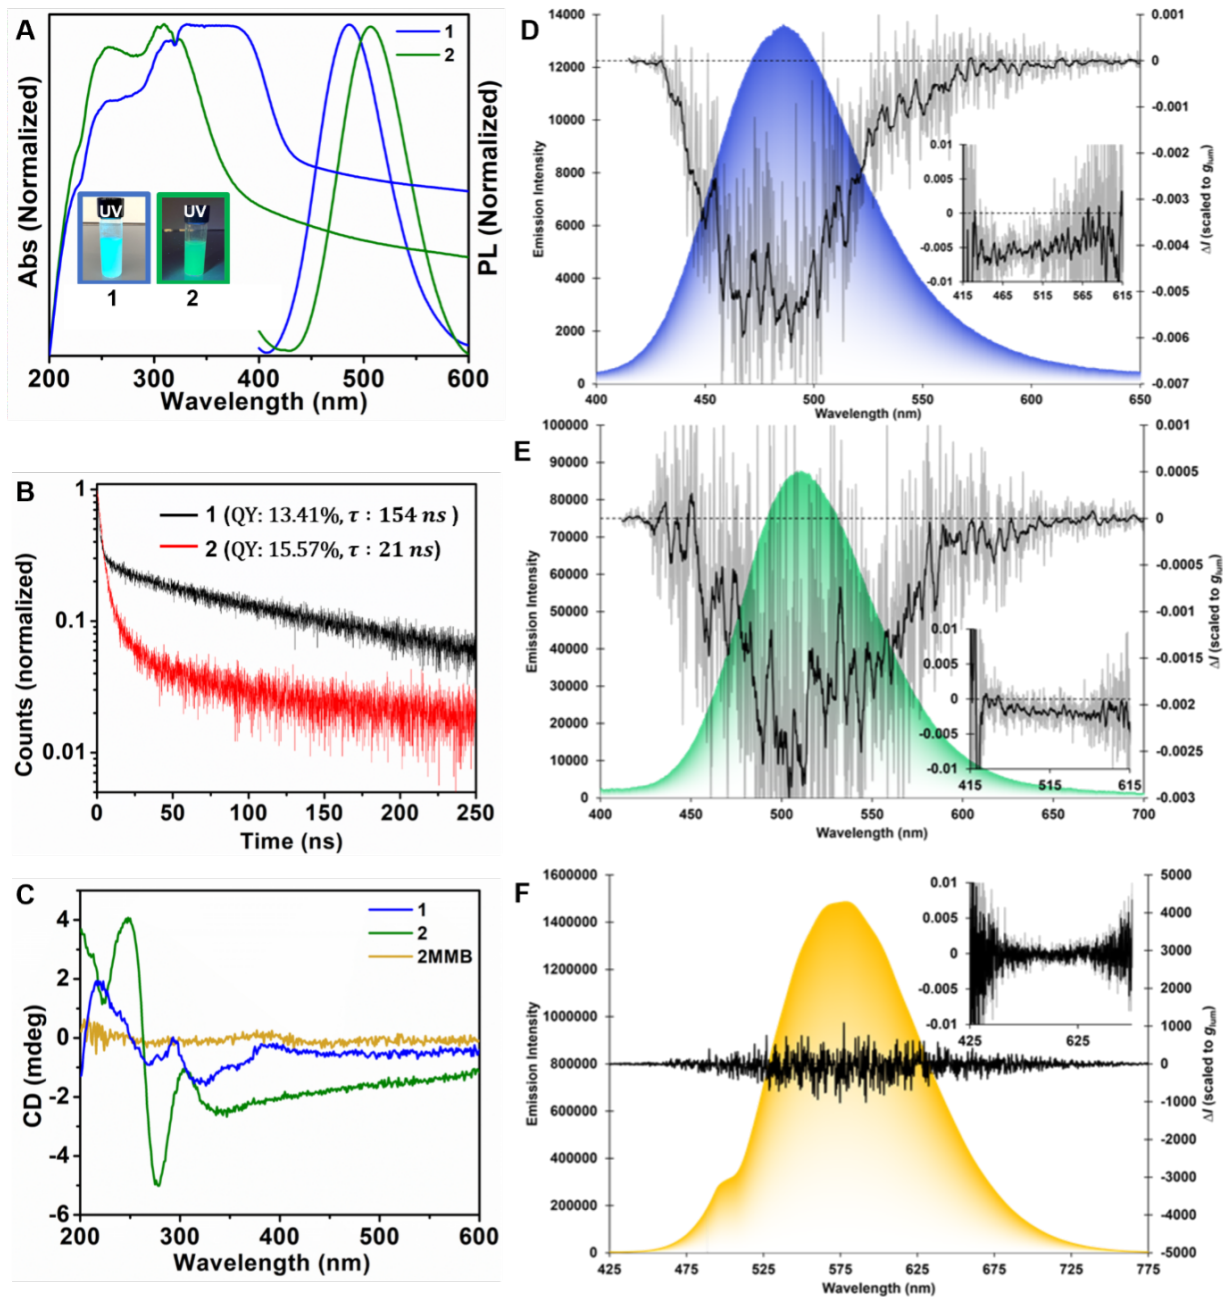 A
1
2
Abs (Normalized)
PL (Normalized)
UV
UV
1
2
200 300 400 500 600
Wavelength (nm)
B
1
0.1
0.01
1 (QY: 13.41%, τ : 154 ns )
2 (QY: 15.57%, τ : 21 ns)
Counts (normalized)
0 50 100 150 200 250
Time (ns)
C
4
2
0
-2
-4
-6
1
2
2MMB
CD (mdeg)
200 300 400 500 600
Wavelength (nm)
D
14000
12000
10000
8000
6000
4000
2000
0
Emission Intensity
0.001
0
-0.001
-0.002
-0.003
-0.004
-0.005
-0.006
-0.007
ΔI (scaled to glum)
0.01
0.005
0
-0.005
-0.01
415 465 515 565 615
400 450 500 550 600 650
Wavelength (nm)
E
100000
90000
80000
70000
60000
50000
40000
30000
20000
10000
0
Emission Intensity
0.001
0.0005
0
-0.0005
-0.001
-0.0015
-0.002
-0.0025
-0.003
ΔI (scaled to glum)
0.01
0.005
0
-0.005
-0.01
415 515 615
400 450 500 550 600 650 700
Wavelength (nm)
F
1600000
1400000
1200000
1000000
800000
600000
400000
200000
0
Emission Intensity
5000
4000
3000
2000
1000
0
-1000
-2000
-3000
-4000
-5000
ΔI (scaled to glum)
0.01
0.005
0
-0.005
-0.01
425 625
425 475 525 575 625 675 725 775
Wavelength (nm)